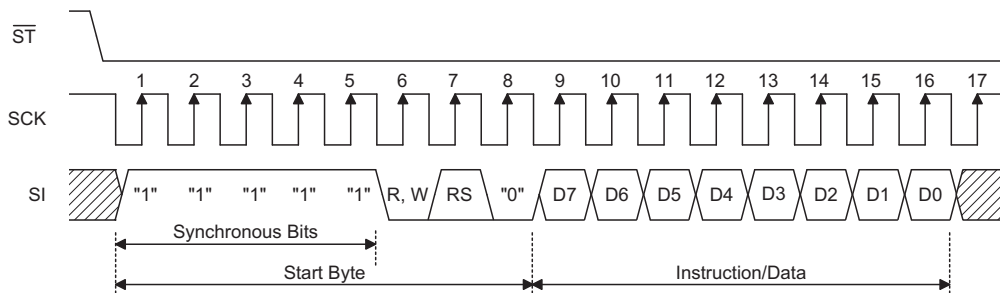 ST
1 2 3 4 5 6 7 8 9 10 11 12 13 14 15 16 17
SCK
SI "1" "1" "1" "1" "1" R, W RS "0" D7 D6 D5 D4 D3 D2 D1 D0
Synchronous Bits
Start Byte Instruction/Data